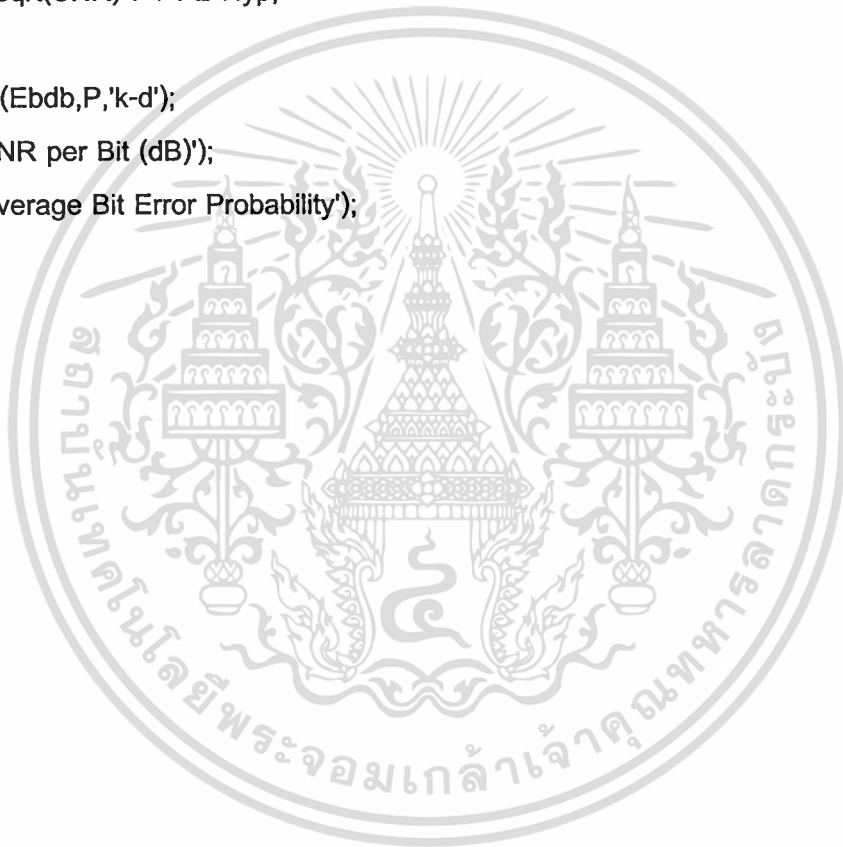 (Ebdb,P,'k-d');
NR per Bit (dB)');
verage Bit Error Probability');
สถาบันเทคโนโลยีพระจอมเกล้าเจ้าคุณทหารลาดกระบัง